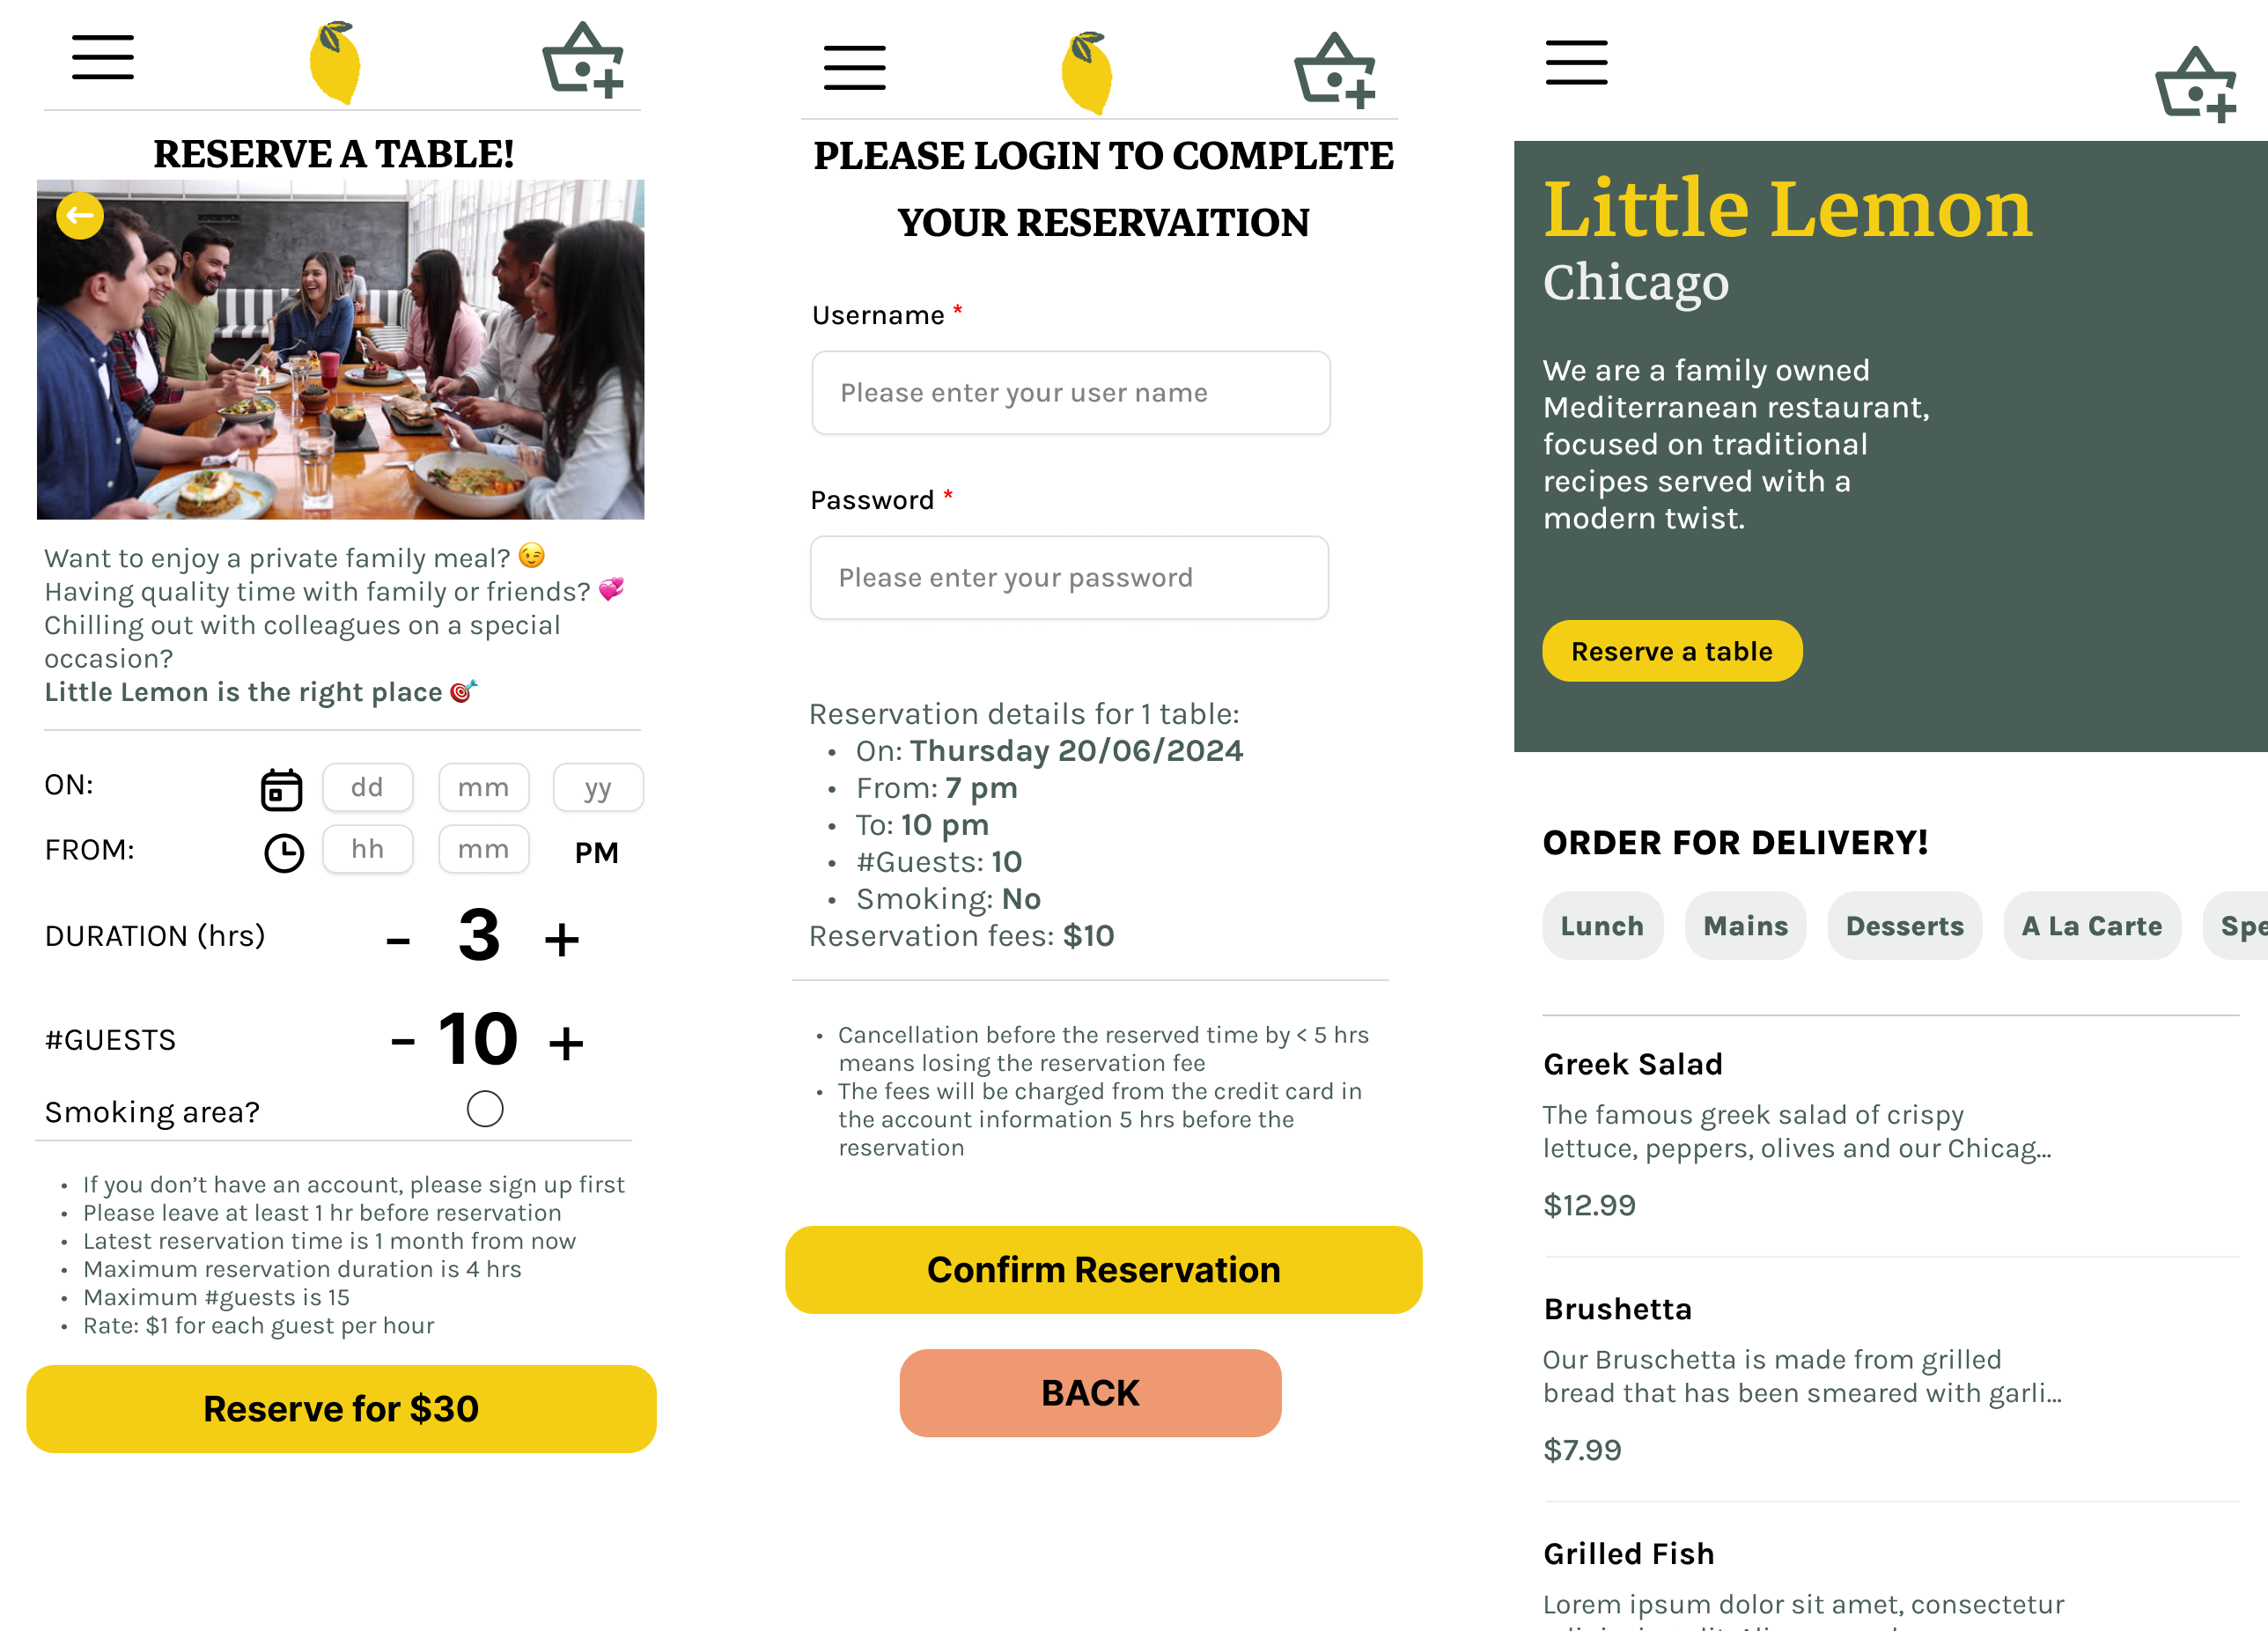 RESERVE A TABLE!
Want to enjoy a private family meal? 😉
Having quality time with family or friends? 💞
Chilling out with colleagues on a special
occasion?
Little Lemon is the right place 🎯
ON:
dd
mm
yy
FROM:
hh
mm
PM
DURATION (hrs)
- 3 +
#GUESTS
- 10 +
Smoking area?
• If you don’t have an account, please sign up first
• Please leave at least 1 hr before reservation
• Latest reservation time is 1 month from now
• Maximum reservation duration is 4 hrs
• Maximum #guests is 15
• Rate: $1 for each guest per hour
Reserve for $30
PLEASE LOGIN TO COMPLETE
YOUR RESERVAITION
Username *
Please enter your user name
Password *
Please enter your password
Reservation details for 1 table:
• On: Thursday 20/06/2024
• From: 7 pm
• To: 10 pm
• #Guests: 10
• Smoking: No
Reservation fees: $10
• Cancellation before the reserved time by < 5 hrs
means losing the reservation fee
• The fees will be charged from the credit card in
the account information 5 hrs before the
reservation
Confirm Reservation
BACK
Little Lemon
Chicago
We are a family owned
Mediterranean restaurant,
focused on traditional
recipes served with a
modern twist.
Reserve a table
ORDER FOR DELIVERY!
Lunch
Mains
Desserts
A La Carte
Spe
Greek Salad
The famous greek salad of crispy
lettuce, peppers, olives and our Chicag...
$12.99
Brushetta
Our Bruschetta is made from grilled
bread that has been smeared with garli...
$7.99
Grilled Fish
Lorem ipsum dolor sit amet, consectetur